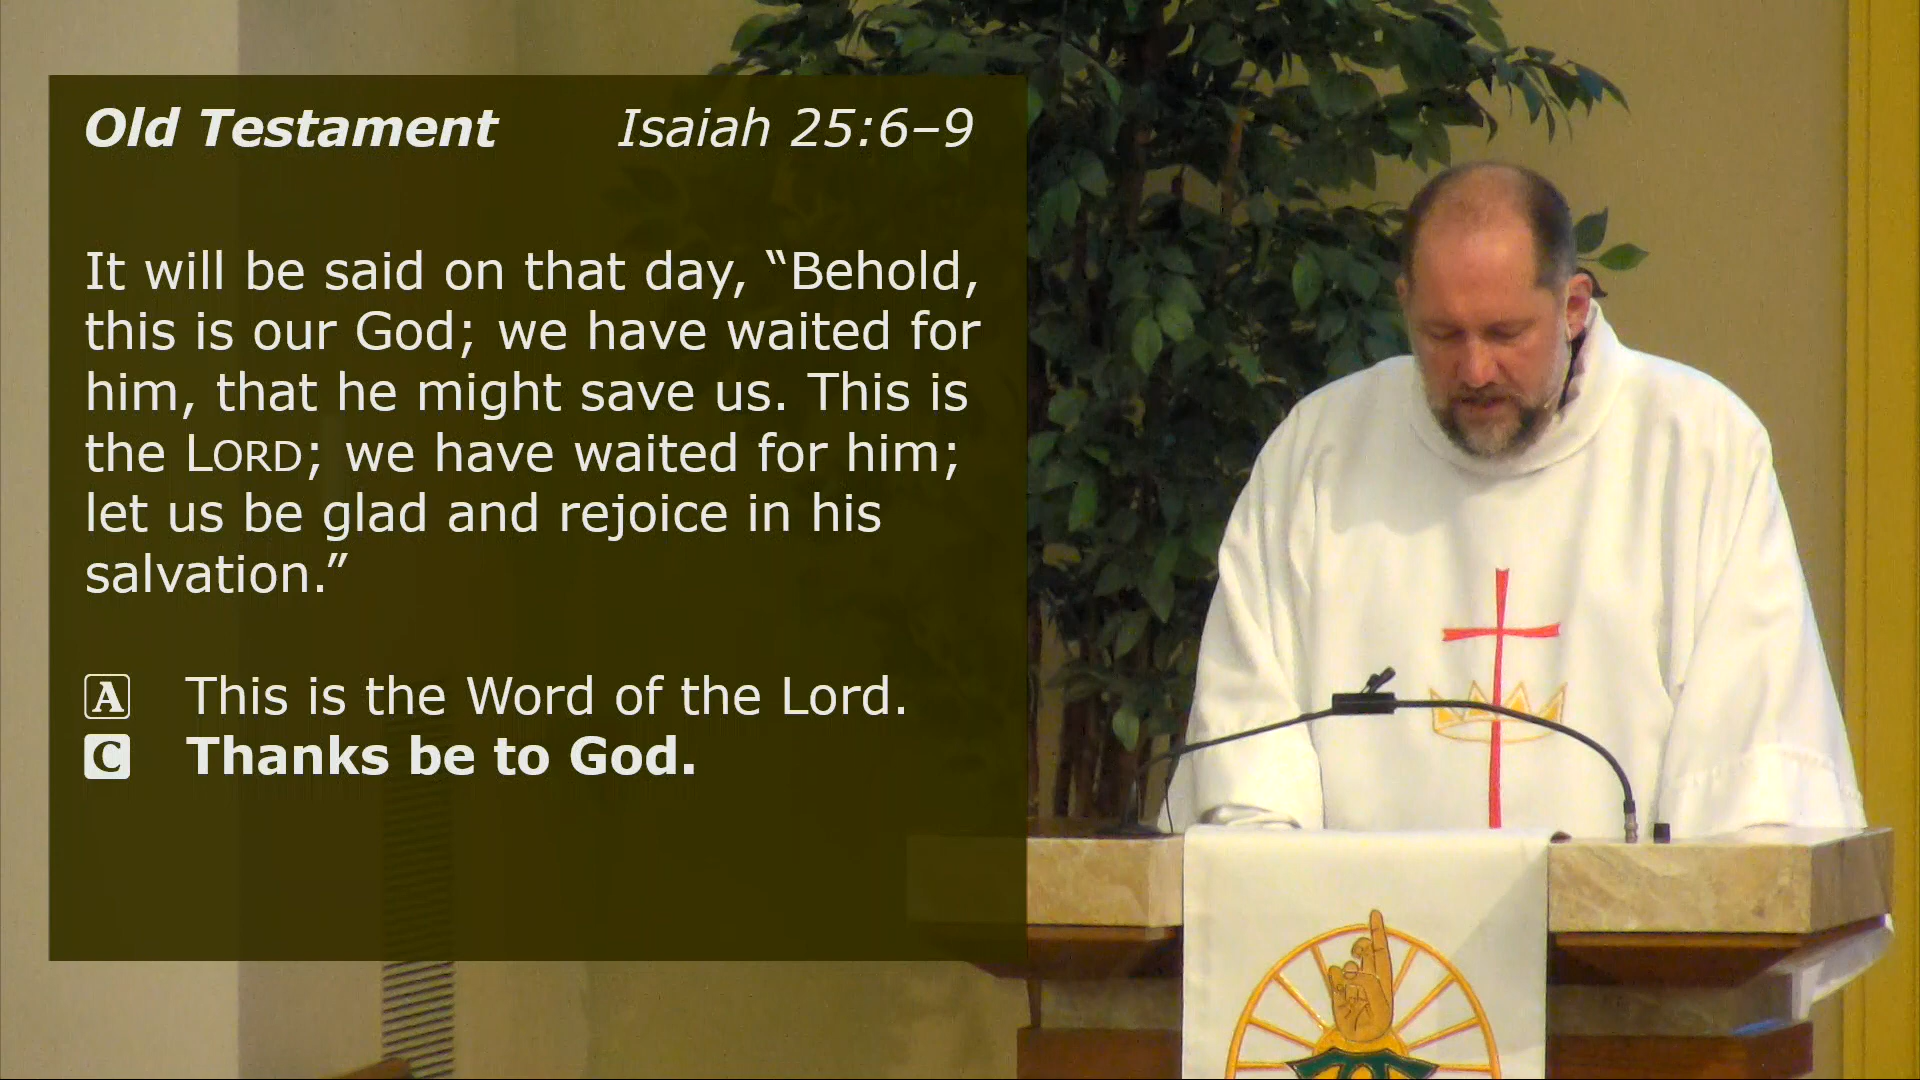 Old Testament Isaiah 25:6–9
It will be said on that day, “Behold,
this is our God; we have waited for
him, that he might save us. This is
the LORD; we have waited for him;
let us be glad and rejoice in his
salvation.”
A This is the Word of the Lord.
C Thanks be to God.